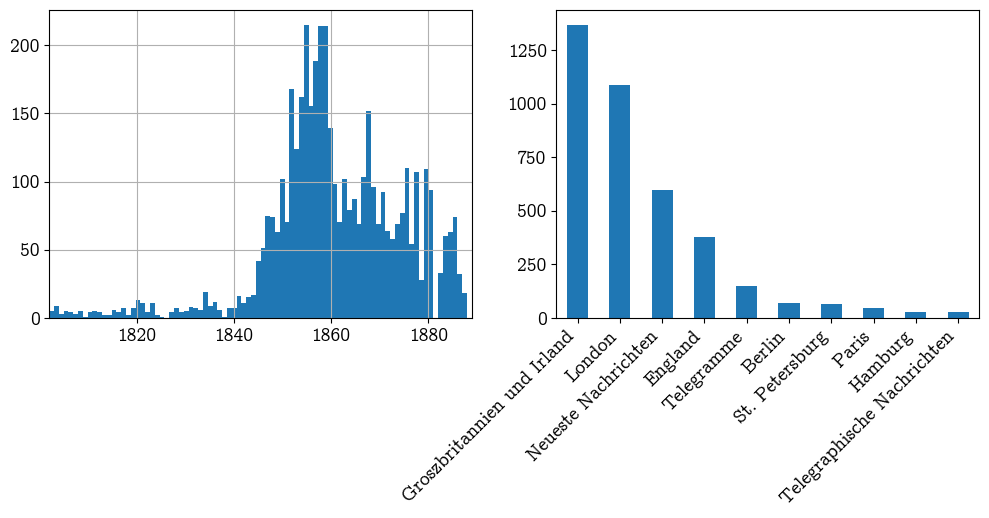 200
150
100
50
0
1820
1840
1860
1880
1250
1000
750
500
250
0
Groszbritannien und Irland
London
Neueste Nachrichten
England
Telegramme
Berlin
St. Petersburg
Paris
Hamburg
Telegraphische Nachrichten